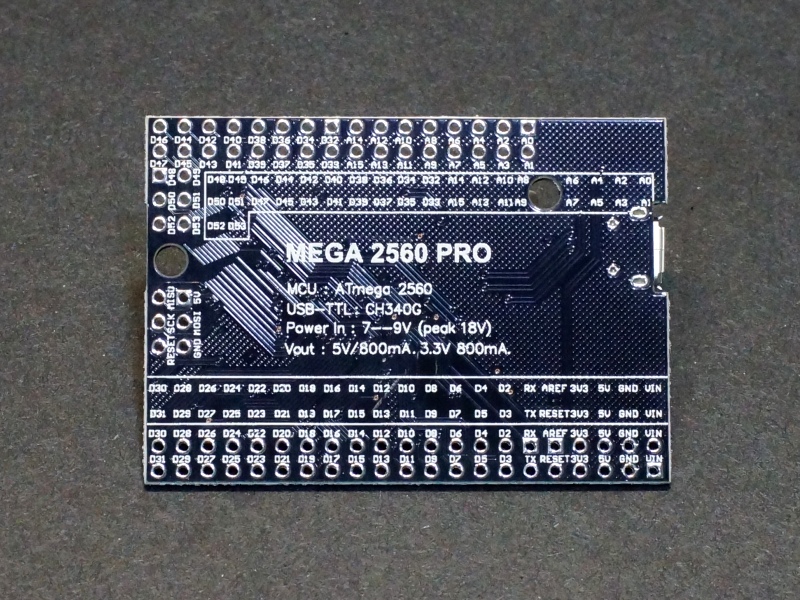 D46 D44 D42 D40 D38 D36 D34 D32 A14 A12 A10 A8 A6 A4 A2 A0
D47 D45 D43 D41 D39 D37 D35 D33 A15 A13 A11 A9 A7 A5 A3 A1
D48 D49
D50 D51
D52 D53
D48 D49 D46 D44 D42 D40 D38 D36 D34 D32 A14 A12 A10 A8 A6 A4 A2 A0
D50 D51 D47 D45 D43 D41 D39 D37 D35 D33 A15 A13 A11 A9 A7 A5 A3 A1
D52 D53
MEGA 2560 PRO
MCU : ATmega 2560
USB-TTL : CH340G
Power In : 7--9V (peak 18V)
Vout : 5V/800mA. 3.3V 800mA.
RESET/SCK MISO
GND MOSI 5V
D30 D28 D26 D24 D22 D20 D18 D16 D14 D12 D10 D8 D6 D4 D2 RX AREF 3V3 5V GND VIN
D31 D29 D27 D25 D23 D21 D19 D17 D15 D13 D11 D9 D7 D5 D3 TX RESET 3V3 5V GND VIN
D30 D28 D26 D24 D22 D20 D18 D16 D14 D12 D10 D8 D6 D4 D2 RX AREF 3V3 5V GND VIN
D31 D29 D27 D25 D23 D21 D19 D17 D15 D13 D11 D9 D7 D5 D3 TX RESET 3V3 5V GND VIN